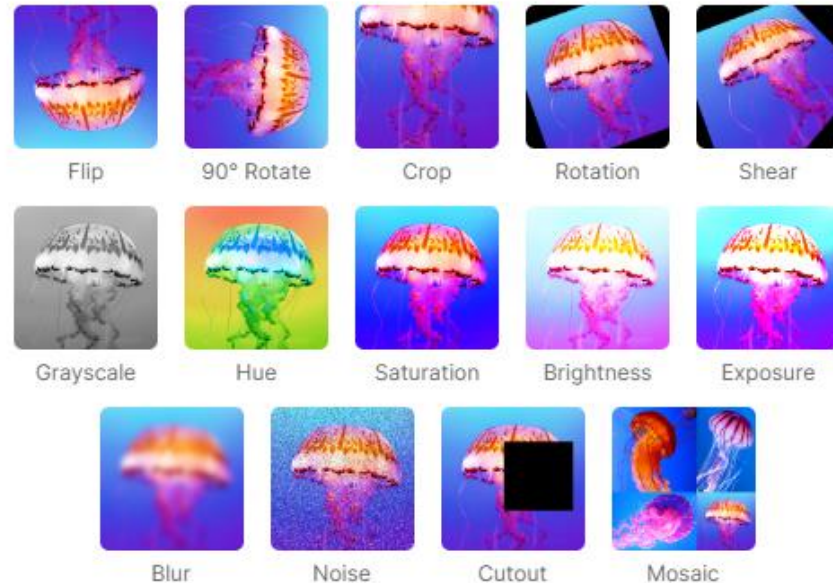 Flip 90° Rotate Crop Rotation Shear
Grayscale Hue Saturation Brightness Exposure
Blur Noise Cutout Mosaic